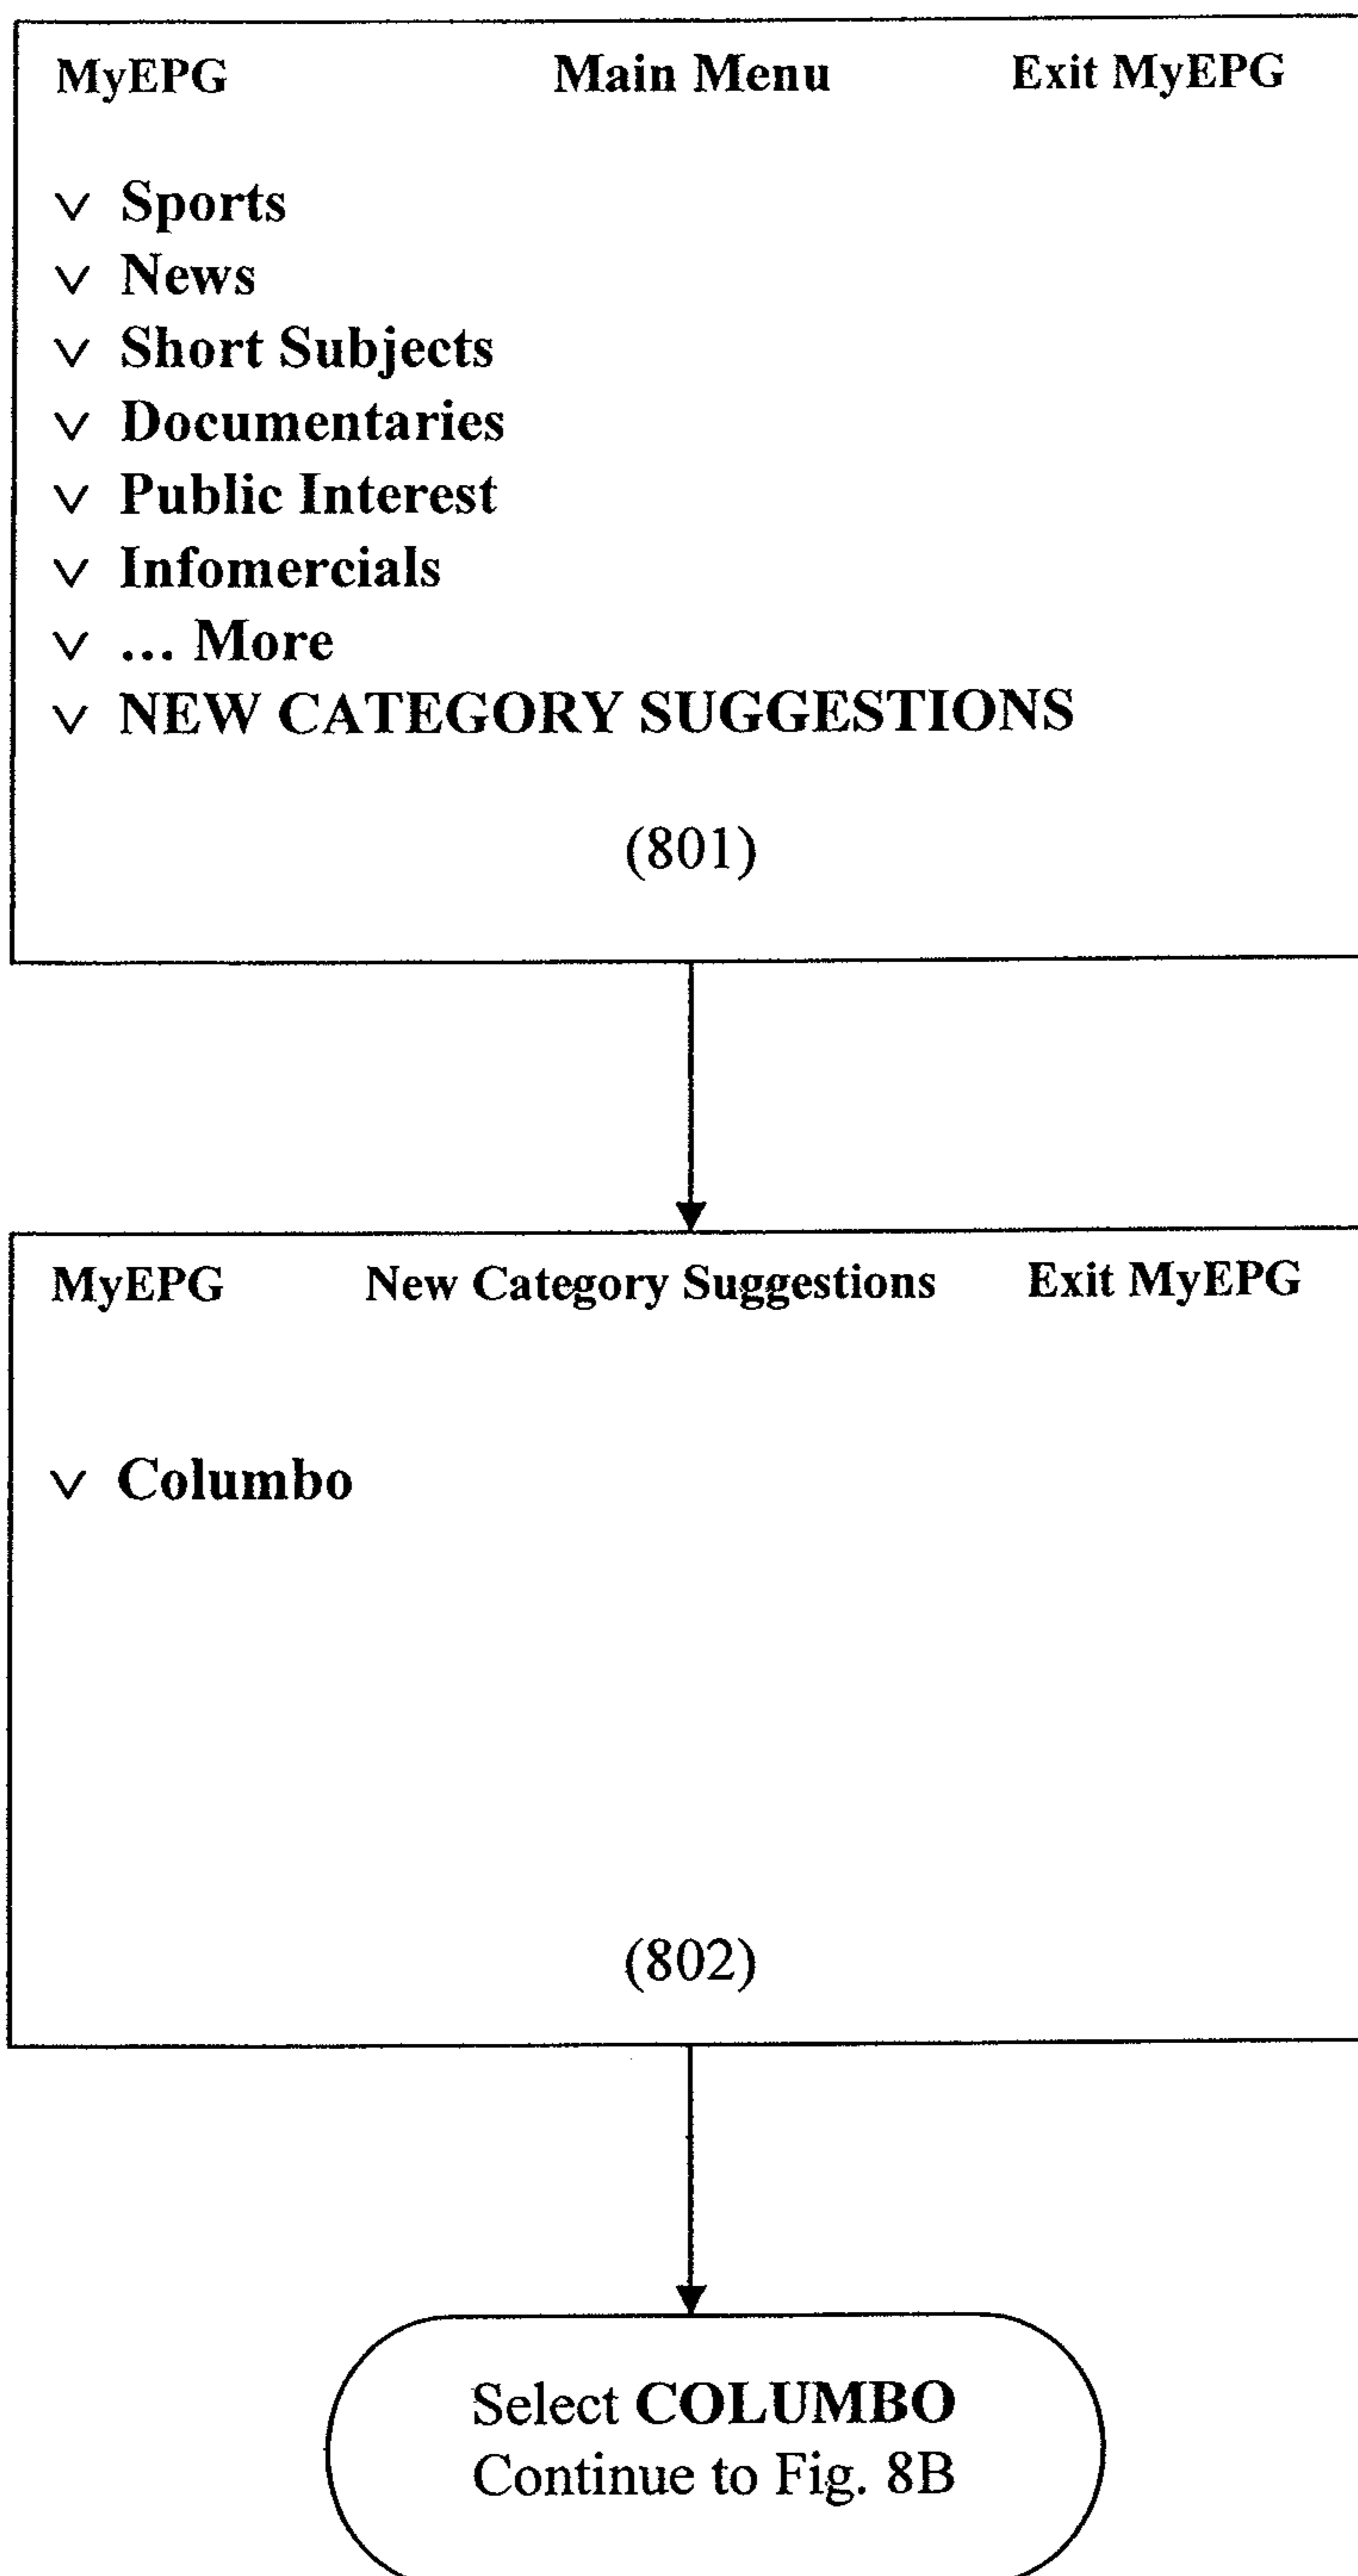 MyEPG Main Menu Exit MyEPG
v Sports
v News
v Short Subjects
v Documentaries
v Public Interest
v Infomercials
v ... More
v NEW CATEGORY SUGGESTIONS
(801)
MyEPG New Category Suggestions Exit MyEPG
v Columbo
(802)
Select COLUMBO
Continue to Fig. 8B